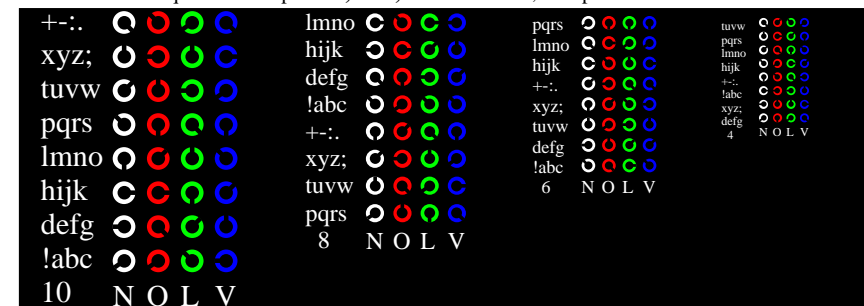 +-:.
xyz;
tuvw
pqrs
lmno
hijk
defg
!abc
10 N O L V
lmno
hijk
defg
!abc
+-:.
xyz;
tuvw
pqrs
8 N O L V
pqrs
lmno
hijk
+-:.
xyz;
tuvw
defg
!abc
6 N O L V
tuvw
pqrs
lmno
hijk
+-:.
!abc
xyz;
defg
4 N O L V